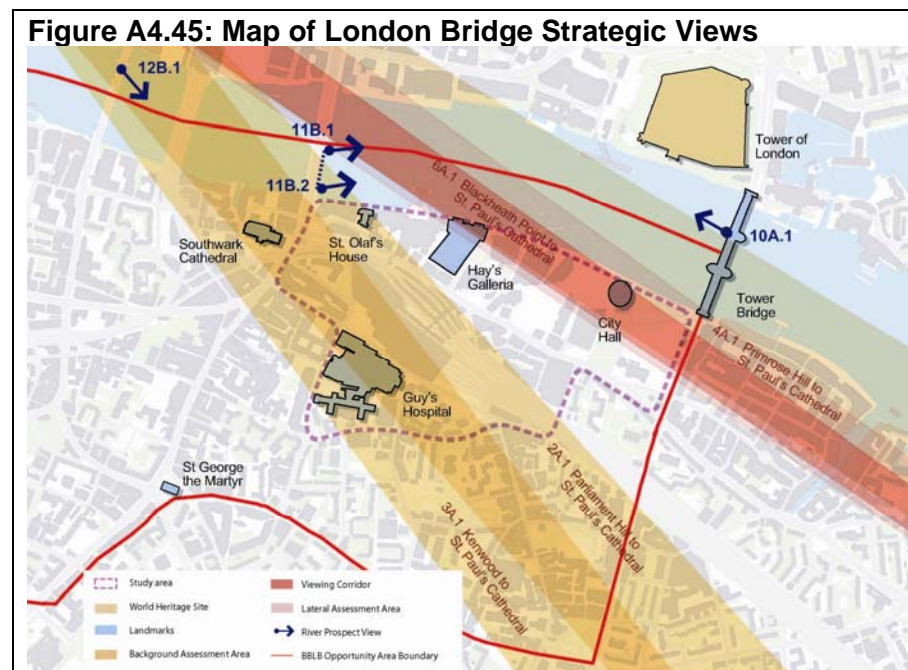 Figure A4.45: Map of London Bridge Strategic Views
12B.1
11B.1
11B.2
Tower of
London
6A.1 Blackheath Point to
St. Paul's Cathedral
10A.1
Southwark
Cathedral
St. Olaf's
House
Hay's
Galleria
City
Hall
Tower
Bridge
4A.1 Primrose Hill to
St. Paul's Cathedral
Guy's
Hospital
2A.1 Parliament Hill to
St. Paul's Cathedral
St George
the Martyr
3A.1 Kenwood to
St. Paul's Cathedral
Study area
World Heritage Site
Landmarks
Background Assessment Area
Viewing Corridor
Lateral Assessment Area
River Prospect View
BBLB Opportunity Area Boundary